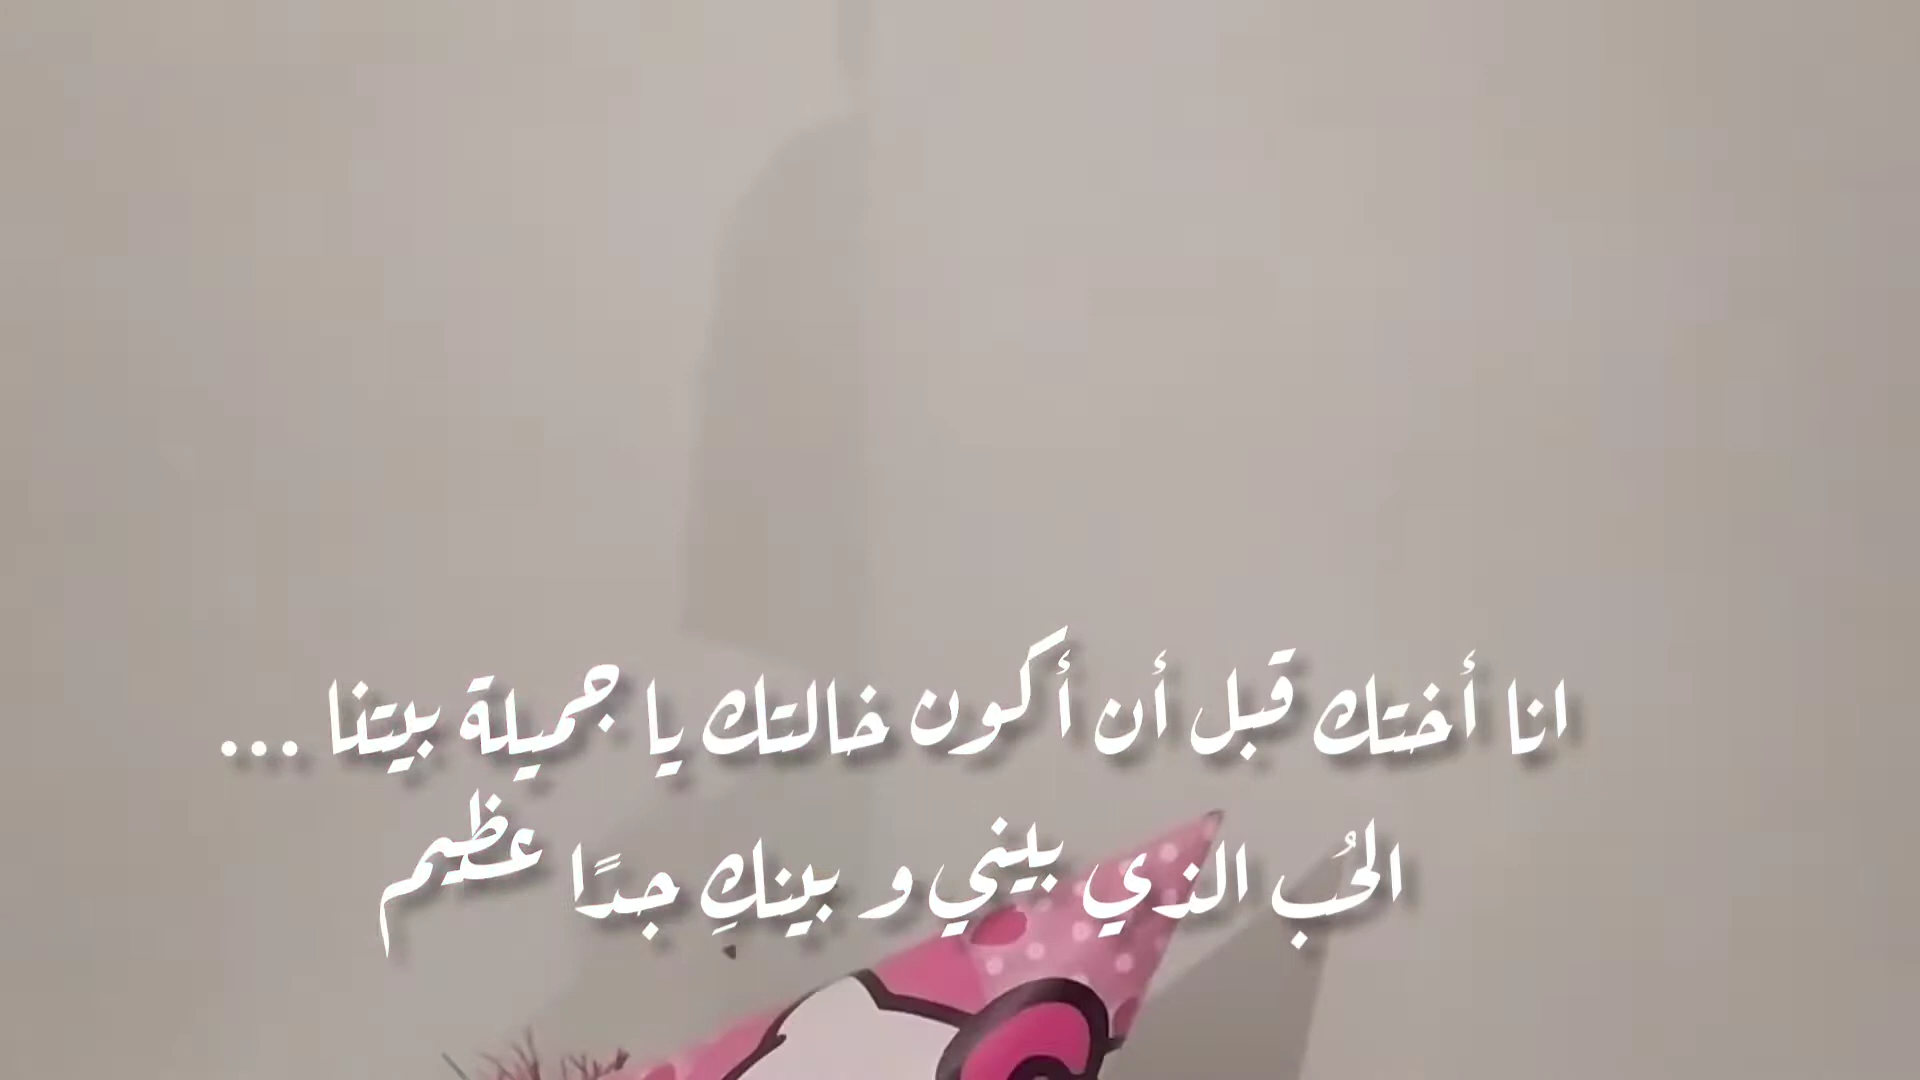 انا أختك قبل أن أكون خالتك يا جميلة بيتنا ...
الحُب الذي بيني و بينكِ جدًا عظيم